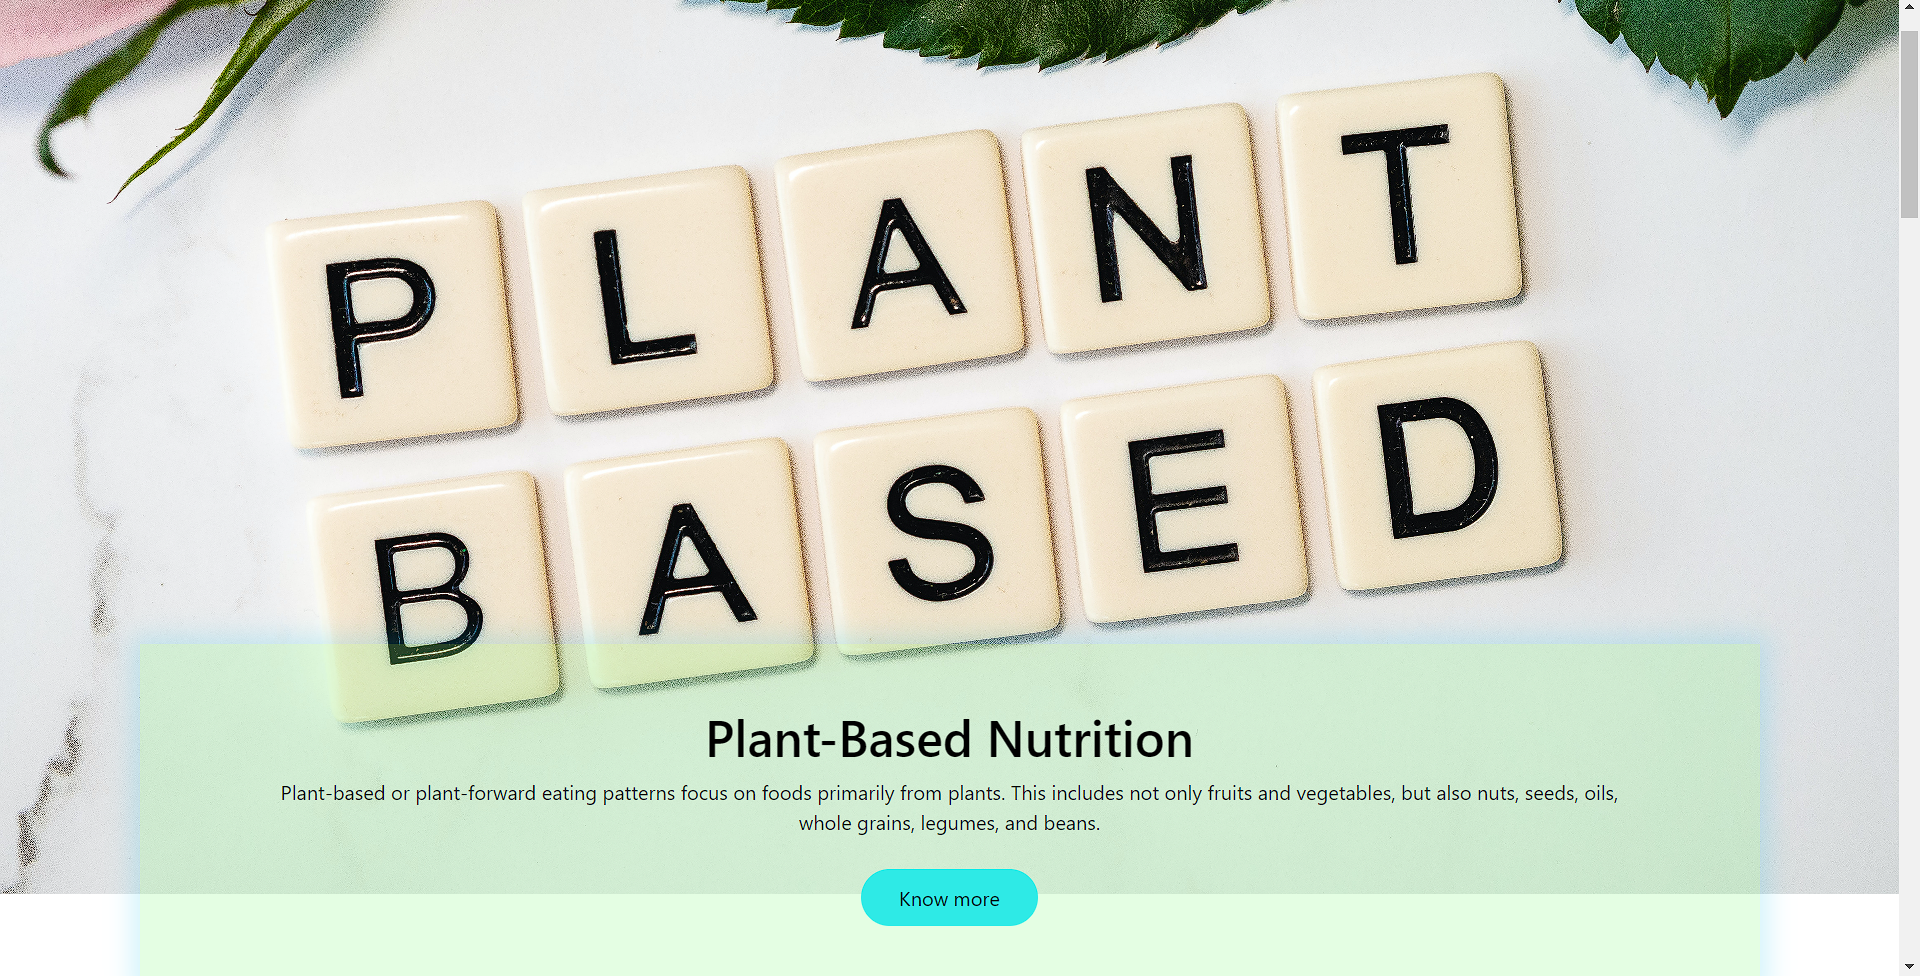 PLANT
BASED
Plant-Based Nutrition
Plant-based or plant-forward eating patterns focus on foods primarily from plants. This includes not only fruits and vegetables, but also nuts, seeds, oils,
whole grains, legumes, and beans.
Know more